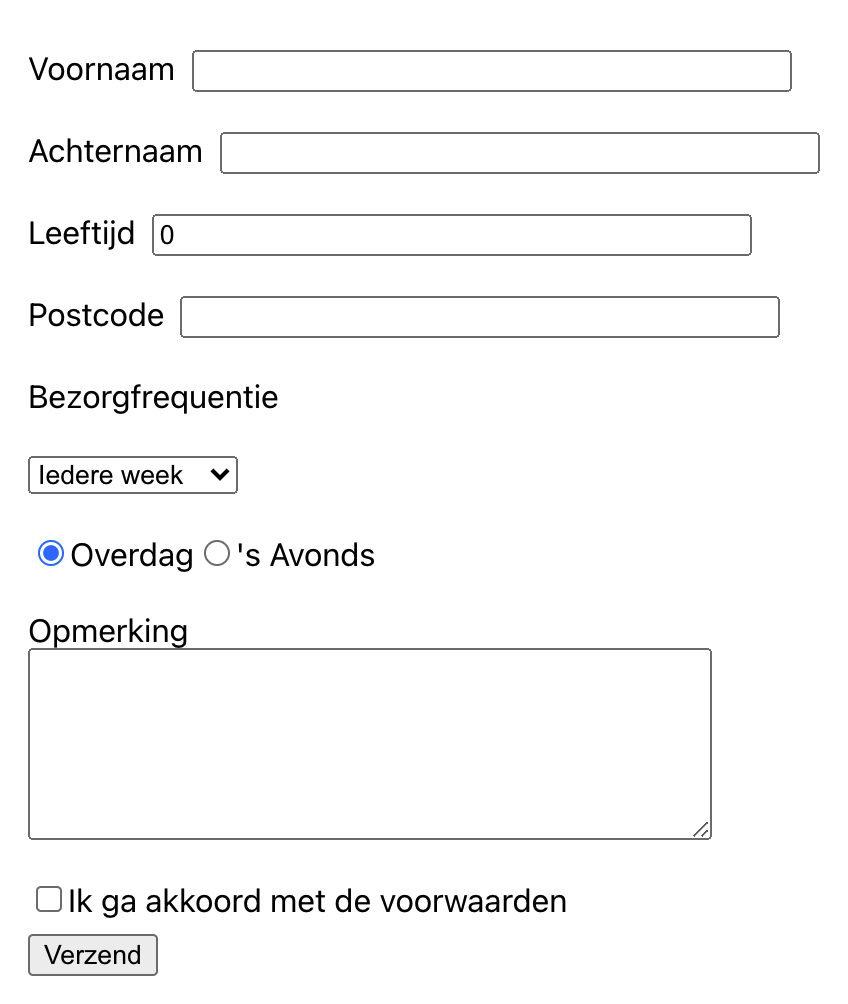 Voornaam
Achternaam
Leeftijd 0
Postcode
Bezorgfrequentie
Iedere week
Overdag 's Avonds
Opmerking
Ik ga akkoord met de voorwaarden
Verzend